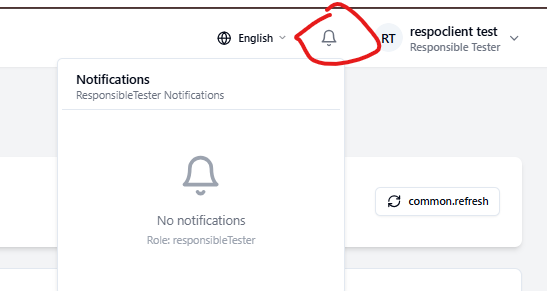 English
RT
respoclient test
Responsible Tester
Notifications
ResponsibleTester Notifications
No notifications
Role: responsibleTester
common.refresh